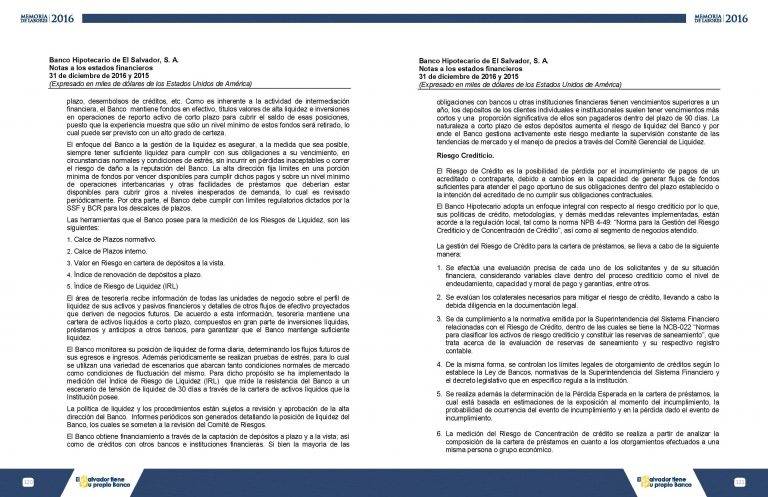 MEMORIA
DE LABORES 2016
Banco Hipotecario de El Salvador, S. A.
Notas a los estados financieros
31 de diciembre de 2016 y 2015
(Expresado en miles de dólares de los Estados Unidos de América)
plazo, desembolsos de créditos, etc. Como es inherente a la actividad de intermediación
financiera, el Banco mantiene fondos en efectivo, títulos valores de alta liquidez e inversiones
en operaciones de reporto activo de corto plazo para cubrir el saldo de esas posiciones,
puesto que la experiencia muestra que sólo un nivel mínimo de estos fondos será retirado, lo
cual puede ser previsto con un alto grado de certeza.
El enfoque del Banco a la gestión de la liquidez es asegurar, a la medida que sea posible,
siempre tener suficiente liquidez para cumplir con sus obligaciones a su vencimiento, en
circunstancias normales y condiciones de estrés, sin incurrir en pérdidas inaceptables o correr
el riesgo de daño a la reputación del Banco. La alta dirección fija límites en una porción
mínima de fondos por vencer disponibles para cumplir dichos pagos y sobre un nivel mínimo
de operaciones interbancarias y otras facilidades de préstamos que deberían estar
disponibles para cubrir giros a niveles inesperados de demanda, lo cual es revisado
periódicamente. Por otra parte, el Banco debe cumplir con límites regulatorios dictados por la
SSF y BCR para los descalces de plazos.
Las herramientas que el Banco posee para la medición de los Riesgos de Liquidez, son las
siguientes:
1. Calce de Plazos normativo.
2. Calce de Plazos interno.
3. Valor en Riesgo en cartera de depósitos a la vista.
4. Índice de renovación de depósitos a plazo.
5. Índice de Riesgo de Liquidez (IRL)
El área de tesorería recibe información de todas las unidades de negocio sobre el perfil de
liquidez de sus activos y pasivos financieros y detalles de otros flujos de efectivo proyectados
que deriven de negocios futuros. De acuerdo a esta información, tesorería mantiene una
cartera de activos líquidos a corto plazo, compuestos en gran parte de inversiones líquidas,
préstamos y anticipos a otros bancos, para garantizar que el Banco mantenga suficiente
liquidez.
El Banco monitorea su posición de liquidez de forma diaria, determinando los flujos futuros de
sus egresos e ingresos. Además periódicamente se realizan pruebas de estrés, para lo cual
se utilizan una variedad de escenarios que abarcan tanto condiciones normales de mercado
como condiciones de fluctuación del mismo. Para dicho propósito se ha implementado la
medición del Índice de Riesgo de Liquidez (IRL) que mide la resistencia del Banco a un
escenario de tensión de liquidez de 30 días a través de la cartera de activos líquidos que la
Institución posee.
La política de liquidez y los procedimientos están sujetos a revisión y aprobación de la alta
dirección del Banco. Informes periódicos son generados detallando la posición de liquidez del
Banco, los cuales se someten a la revisión del Comité de Riesgos.
El Banco obtiene financiamiento a través de la captación de depósitos a plazo y a la vista; así
como de créditos con otros bancos e instituciones financieras. Si bien la mayoría de las
120
El Salvador tiene
su propio Banco
MEMORIA
DE LABORES 2016
Banco Hipotecario de El Salvador, S. A.
Notas a los estados financieros
31 de diciembre de 2016 y 2015
(Expresado en miles de dólares de los Estados Unidos de América)
obligaciones con bancos u otras instituciones financieras tienen vencimientos superiores a un
año, los depósitos de los clientes individuales e institucionales suelen tener vencimientos más
cortos y una proporción significativa de ellos son pagaderos dentro del plazo de 90 días. La
naturaleza a corto plazo de estos depósitos aumenta el riesgo de liquidez del Banco y por
ende el Banco gestiona activamente este riesgo mediante la supervisión constante de las
tendencias de mercado y el manejo de precios a través del Comité Gerencial de Liquidez.
Riesgo Crediticio.
El Riesgo de Crédito es la posibilidad de pérdida por el incumplimiento de pagos de un
acreditado o contraparte, debido a cambios en la capacidad de generar flujos de fondos
suficientes para atender el pago oportuno de sus obligaciones dentro del plazo establecido o
la intención del acreditado de no cumplir sus obligaciones contractuales.
El Banco Hipotecario adopta un enfoque integral con respecto al riesgo crediticio por lo que,
sus políticas de crédito, metodologías, y demás medidas relevantes implementadas, están
acorde a la regulación local, tal como la norma NPB 4-49: “Norma para la Gestión del Riesgo
Crediticio y de Concentración de Crédito”, así como al segmento de negocios atendido.
La gestión del Riesgo de Crédito para la cartera de préstamos, se lleva a cabo de la siguiente
manera:
1. Se efectúa una evaluación precisa de cada uno de los solicitantes y de su situación
financiera, considerando variables clave dentro del proceso crediticio como el nivel de
endeudamiento, capacidad y moral de pago y garantías, entre otros.
2. Se evalúan los colaterales necesarios para mitigar el riesgo de crédito, llevando a cabo la
debida diligencia en la documentación legal.
3. Se da cumplimiento a la normativa emitida por la Superintendencia del Sistema Financiero
relacionadas con el Riesgo de Crédito, dentro de las cuales se tiene la NCB-022 “Normas
para clasificar los activos de riesgo crediticio y constituir las reservas de saneamiento”, que
trata acerca de la evaluación de reservas de saneamiento y su respectivo registro
contable.
4. De la misma forma, se controlan los límites legales de otorgamiento de créditos según lo
establece la Ley de Bancos, normativas de la Superintendencia del Sistema Financiero y
el decreto legislativo que en específico regula a la institución.
5. Se realiza además la determinación de la Pérdida Esperada en la cartera de préstamos, la
cual está basada en estimaciones de la exposición al momento del incumplimiento, la
probabilidad de ocurrencia del evento de incumplimiento y en la pérdida dado el evento de
incumplimiento.
6. La medición del Riesgo de Concentración de crédito se realiza a partir de analizar la
composición de la cartera de préstamos en cuanto a los otorgamientos efectuados a una
misma persona o grupo económico.
El Salvador tiene
su propio Banco
121